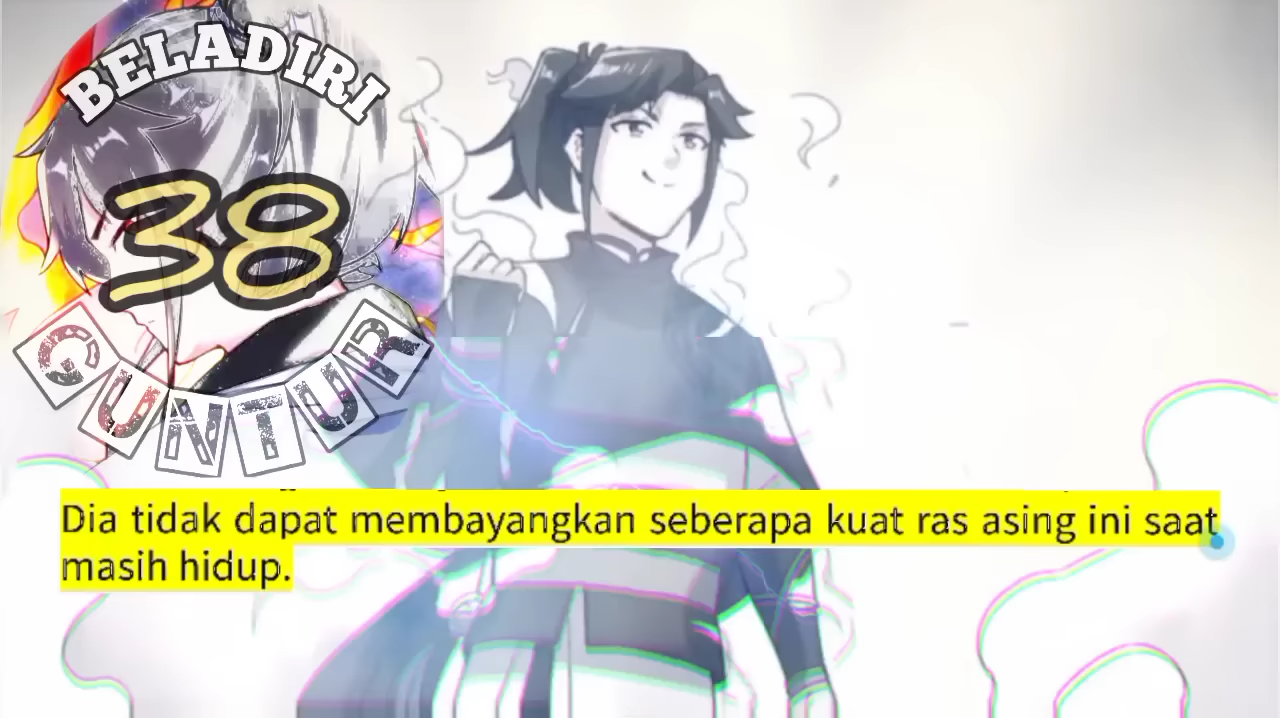 BELADIRI
38
GUNTUR
Dia tidak dapat membayangkan seberapa kuat ras asing ini saat
masih hidup.